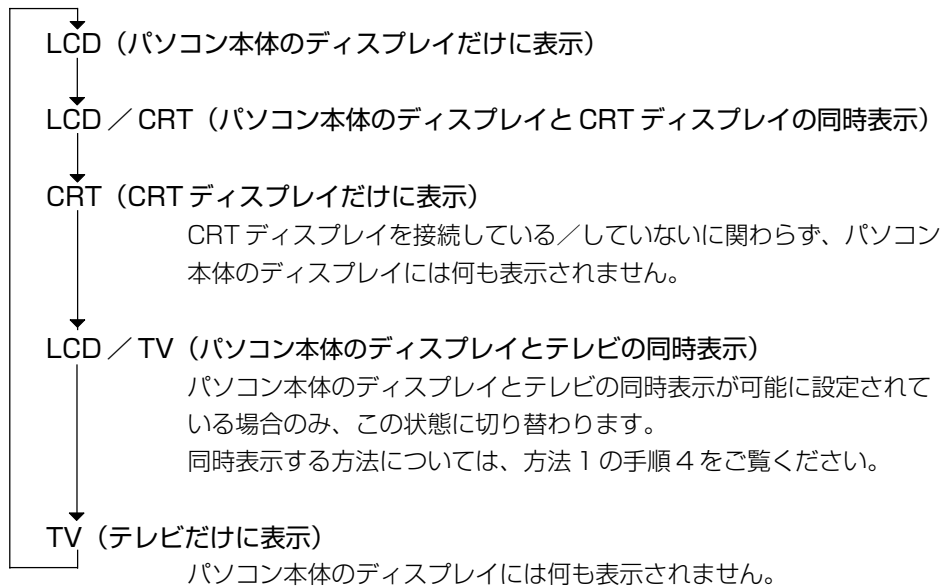 LCD(パソコン本体のディスプレイだけに表示)
LCD／CRT(パソコン本体のディスプレイとCRTディスプレイの同時表示)
CRT(CRTディスプレイだけに表示)
CRTディスプレイを接続している／していないに関わらず、パソコン
本体のディスプレイには何も表示されません。
LCD／TV(パソコン本体のディスプレイとテレビの同時表示)
パソコン本体のディスプレイとテレビの同時表示が可能に設定されて
いる場合のみ、この状態に切り替わります。
同時表示する方法については、方法1の手順4をご覧ください。
TV(テレビだけに表示)
パソコン本体のディスプレイには何も表示されません。